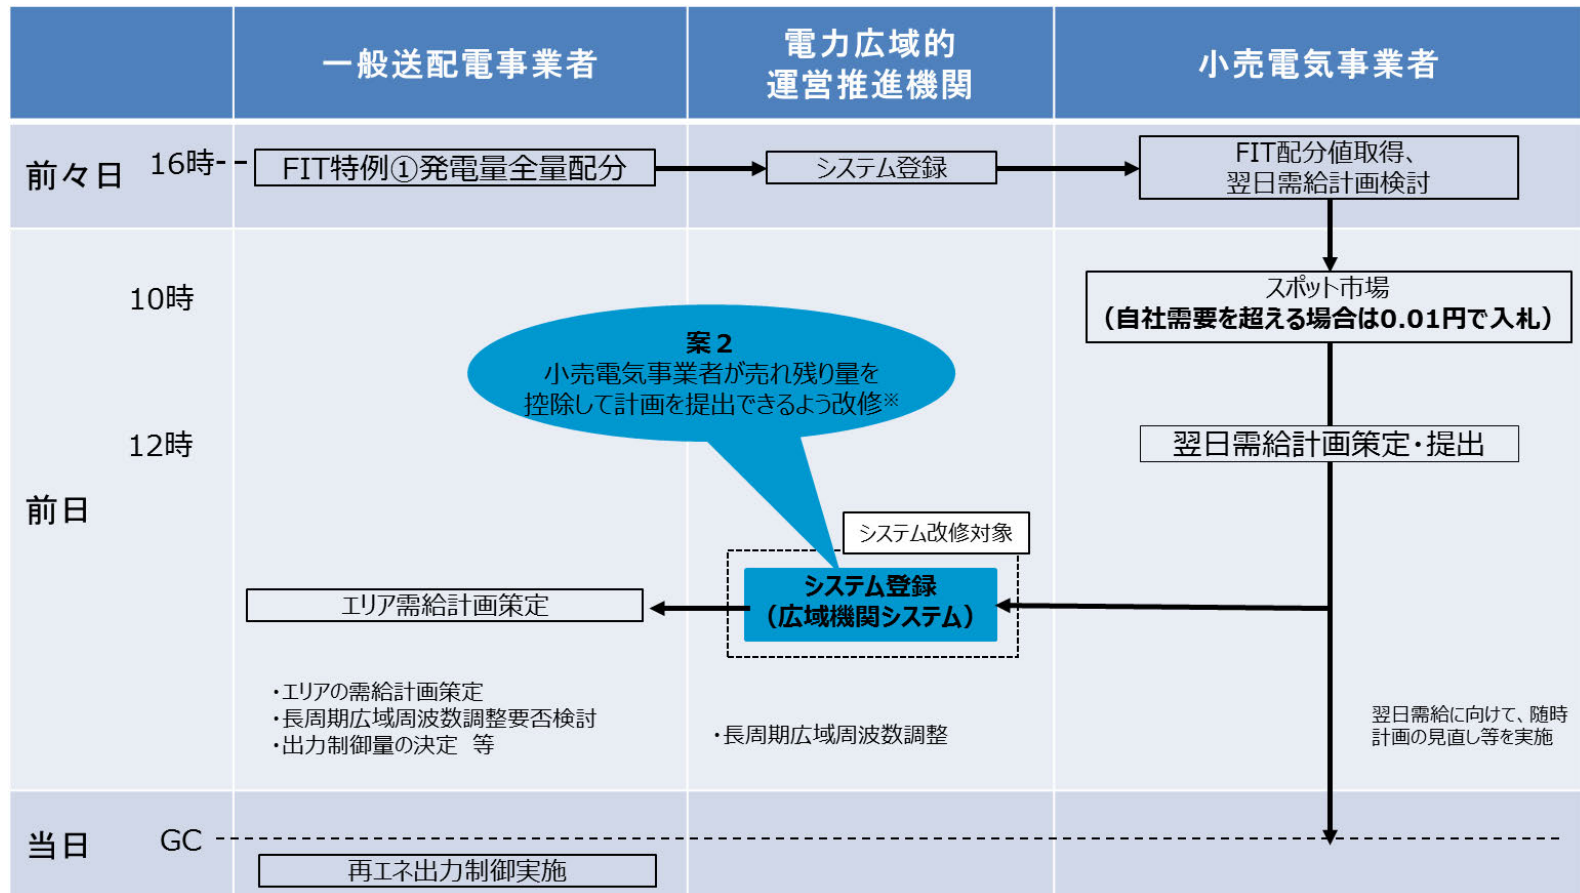 一般送配電事業者
電力広域的
運営推進機関
小売電気事業者
前々日
16時
FIT特例①発電量全量配分
システム登録
FIT配分値取得、
翌日需給計画検討
前日
10時
スポット市場
（自社需要を超える場合は0.01円で入札）
案２
小売電気事業者が売れ残り量を
控除して計画を提出できるよう改修※
12時
翌日需給計画策定・提出
システム改修対象
システム登録
（広域機関システム）
エリア需給計画策定
・エリアの需給計画策定
・長周期広域周波数調整要否検討
・出力制御量の決定　等
・長周期広域周波数調整
翌日需給に向けて、随時
計画の見直し等を実施
当日
GC
再エネ出力制御実施